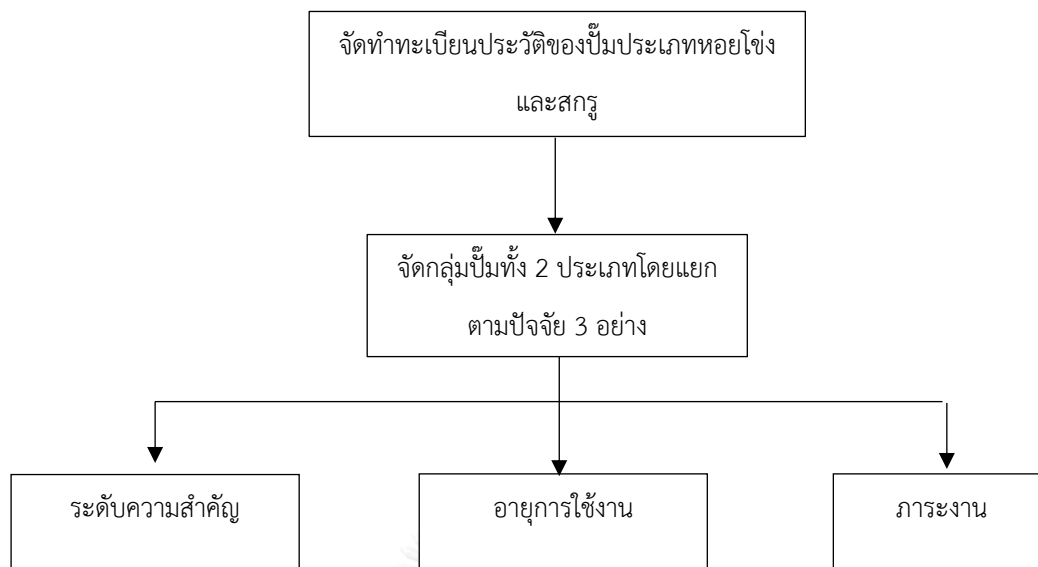 จัดทำทะเบียนประวัติของปั๊มประเภทหอยโข่ง
และสกรู
จัดกลุ่มปั๊มทั้ง 2 ประเภทโดยแยก
ตามปัจจัย 3 อย่าง
ระดับความสำคัญ
อายุการใช้งาน
ภาระงาน